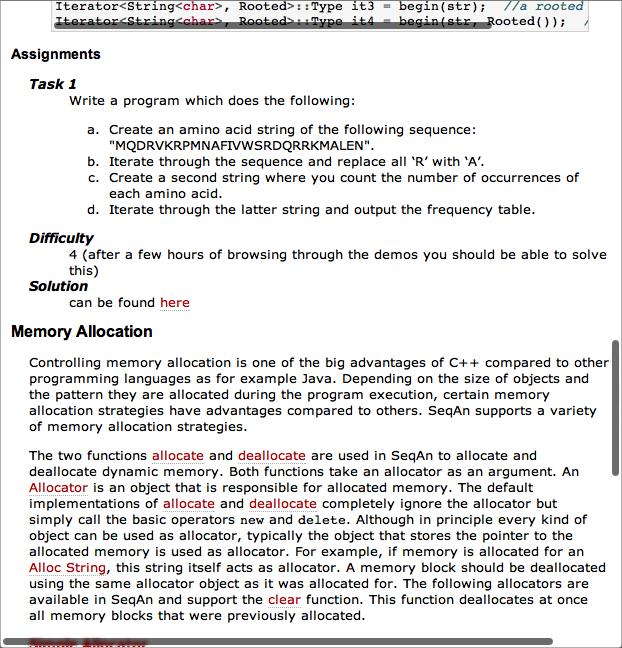 Iterator<String<char>, Rooted>::Type it3 = begin(str);  //a rooted
Iterator<String<char>, Rooted>::Type it4 = begin(str, Rooted());  /
Assignments
Task 1
Write a program which does the following:
a. Create an amino acid string of the following sequence:
"MQDRVKRPMNAFIVWSRDQRRKMALEN".
b. Iterate through the sequence and replace all ‘R’ with ‘A’.
c. Create a second string where you count the number of occurrences of
each amino acid.
d. Iterate through the latter string and output the frequency table.
Difficulty
4 (after a few hours of browsing through the demos you should be able to solve
this)
Solution
can be found here
Memory Allocation
Controlling memory allocation is one of the big advantages of C++ compared to other
programming languages as for example Java. Depending on the size of objects and
the pattern they are allocated during the program execution, certain memory
allocation strategies have advantages compared to others. SeqAn supports a variety
of memory allocation strategies.
The two functions allocate and deallocate are used in SeqAn to allocate and
deallocate dynamic memory. Both functions take an allocator as an argument. An
Allocator is an object that is responsible for allocated memory. The default
implementations of allocate and deallocate completely ignore the allocator but
simply call the basic operators new and delete. Although in principle every kind of
object can be used as allocator, typically the object that stores the pointer to the
allocated memory is used as allocator. For example, if memory is allocated for an
Alloc String, this string itself acts as allocator. A memory block should be deallocated
using the same allocator object as it was allocated for. The following allocators are
available in SeqAn and support the clear function. This function deallocates at once
all memory blocks that were previously allocated.
Simple Allocator